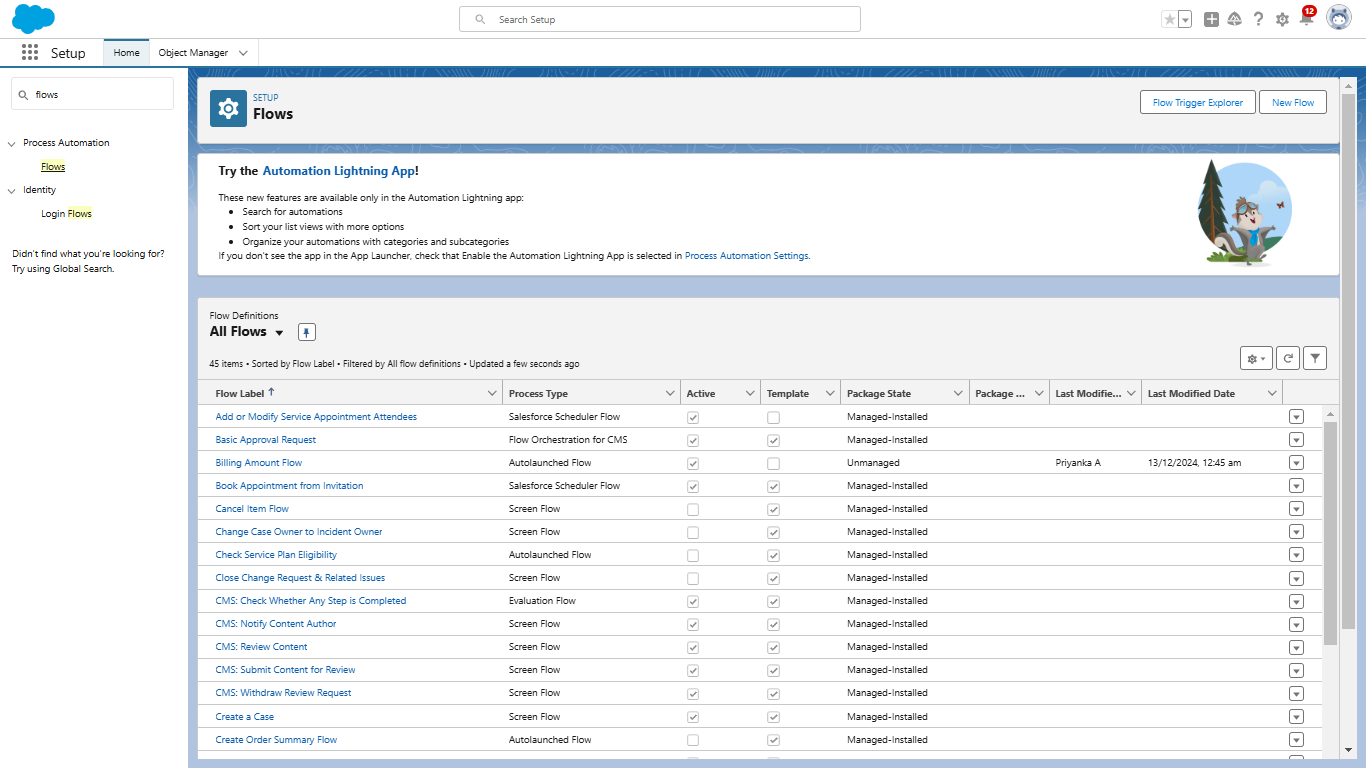 Search Setup
12
Setup
Home
Object Manager
flows
Process Automation
Flows
Identity
Login Flows
Didn't find what you're looking for?
Try using Global Search.
SETUP
Flows
Flow Trigger Explorer
New Flow
Try the Automation Lightning App!
These new features are available only in the Automation Lightning app:
• Search for automations
• Sort your list views with more options
• Organize your automations with categories and subcategories
If you don't see the app in the App Launcher, check that Enable the Automation Lightning App is selected in Process Automation Settings.
Flow Definitions
All Flows
45 items • Sorted by Flow Label • Filtered by All flow definitions • Updated a few seconds ago
Flow Label Process Type Active Template Package State Package ... Last Modifie... Last Modified Date
Add or Modify Service Appointment Attendees Salesforce Scheduler Flow Managed-Installed
Basic Approval Request Flow Orchestration for CMS Managed-Installed
Billing Amount Flow Autolaunched Flow Unmanaged Priyanka A 13/12/2024, 12:45 am
Book Appointment from Invitation Salesforce Scheduler Flow Managed-Installed
Cancel Item Flow Screen Flow Managed-Installed
Change Case Owner to Incident Owner Screen Flow Managed-Installed
Check Service Plan Eligibility Autolaunched Flow Managed-Installed
Close Change Request & Related Issues Screen Flow Managed-Installed
CMS: Check Whether Any Step is Completed Evaluation Flow Managed-Installed
CMS: Notify Content Author Screen Flow Managed-Installed
CMS: Review Content Screen Flow Managed-Installed
CMS: Submit Content for Review Screen Flow Managed-Installed
CMS: Withdraw Review Request Screen Flow Managed-Installed
Create a Case Screen Flow Managed-Installed
Create Order Summary Flow Autolaunched Flow Managed-Installed